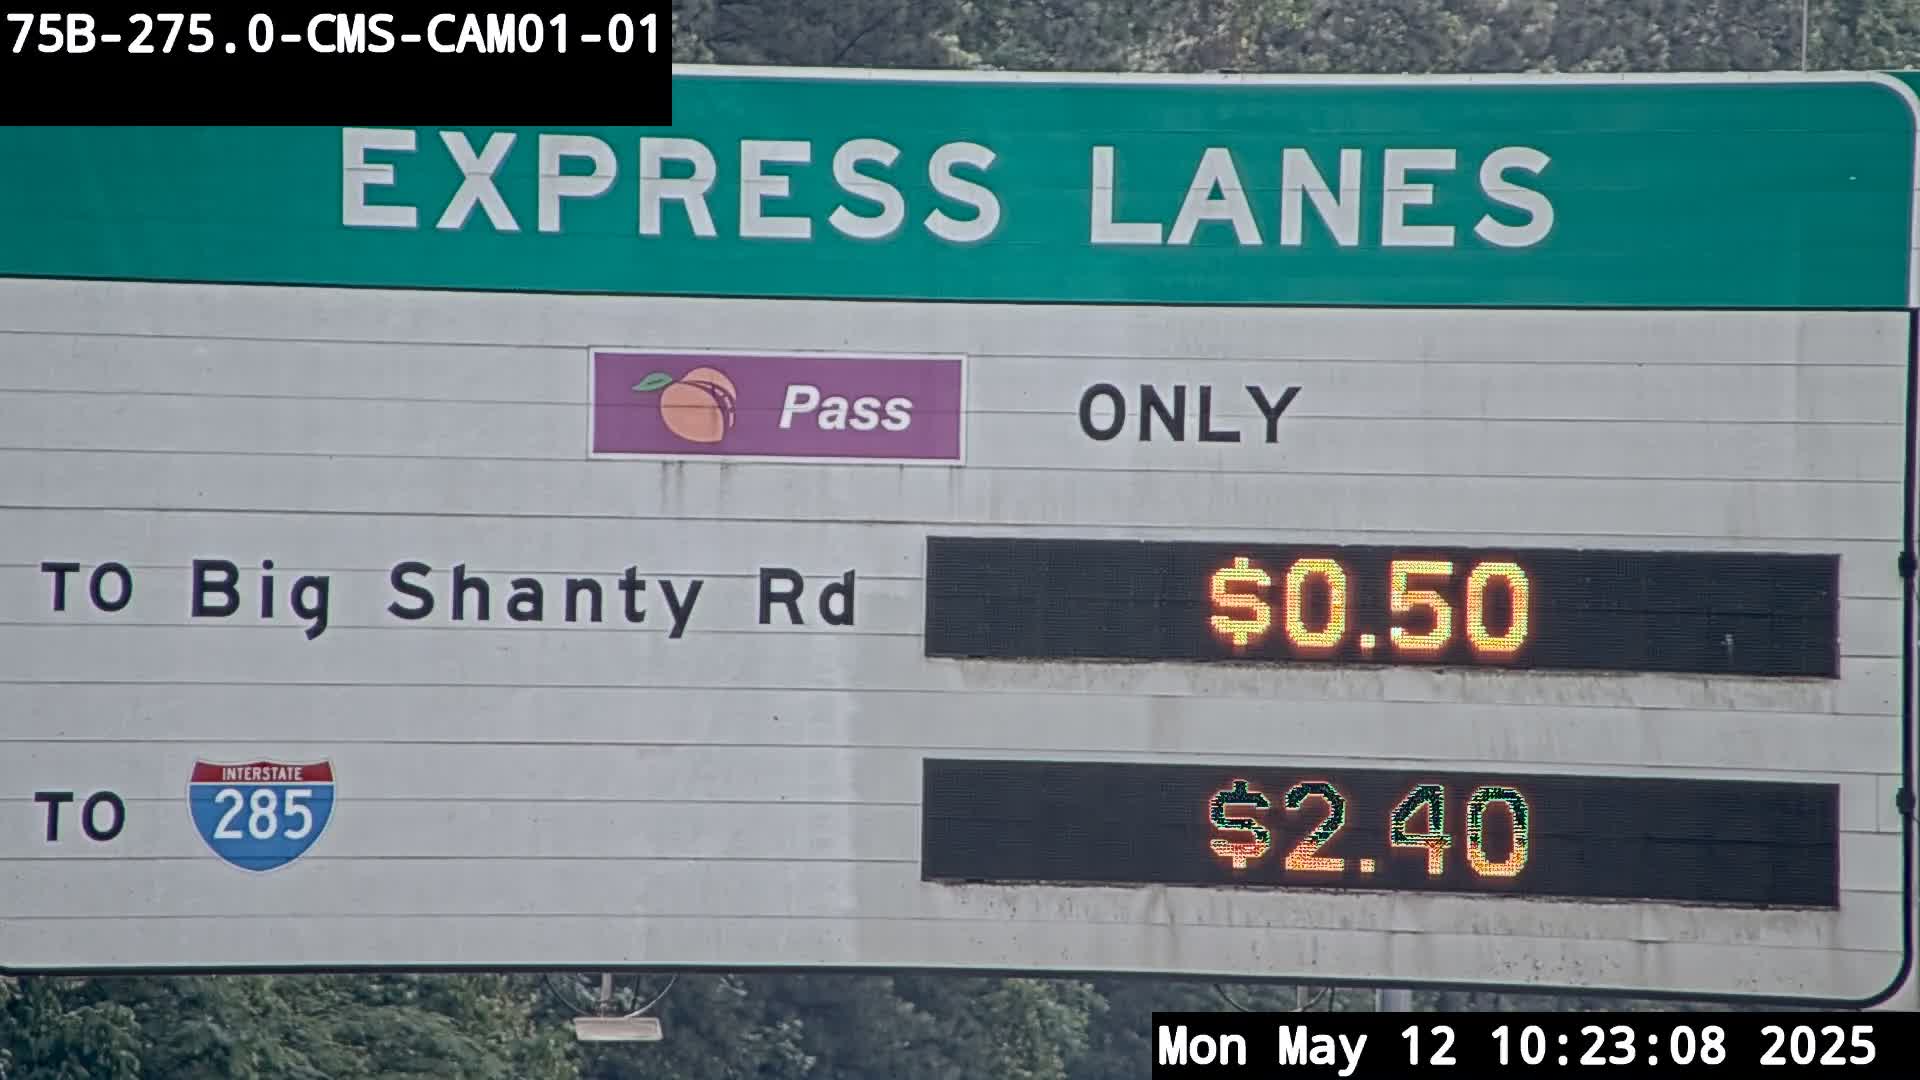 75B-275.0-CMS-CAM01-01
EXPRESS LANES
Pass ONLY
TO Big Shanty Rd $0.50
INTERSTATE
TO 285 $2.40
Mon May 12 10:23:08 2025